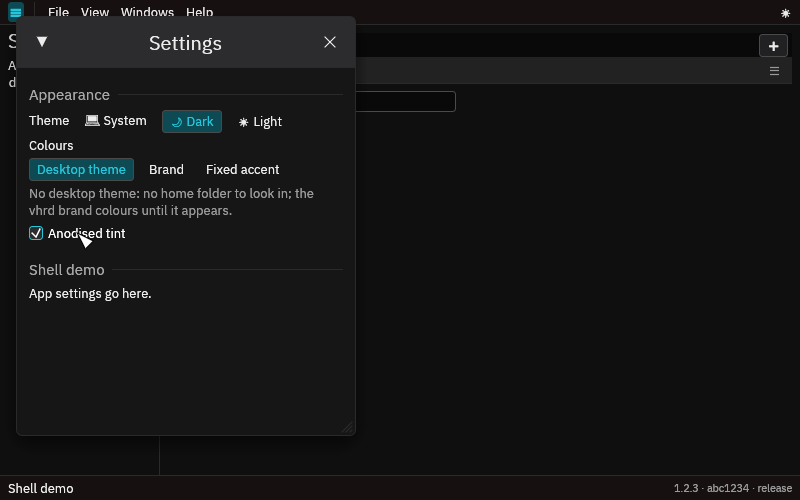 File View Windows Help
Settings
Appearance
Theme System Dark Light
Colours
Desktop theme Brand Fixed accent
No desktop theme: no home folder to look in; the
vhrd brand colours until it appears.
Anodised tint
Shell demo
App settings go here.
Shell demo
1.2.3 · abc1234 · release